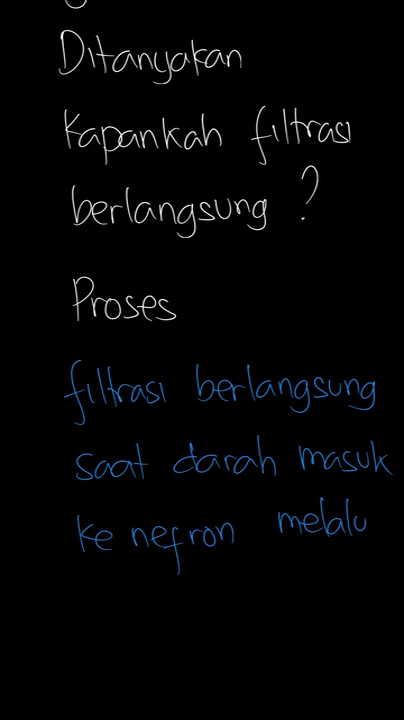 Ditanyakan
Kapankah filtrasi
berlangsung ?
Proses
filtrasi berlangsung
saat darah masuk
ke nefron melalu